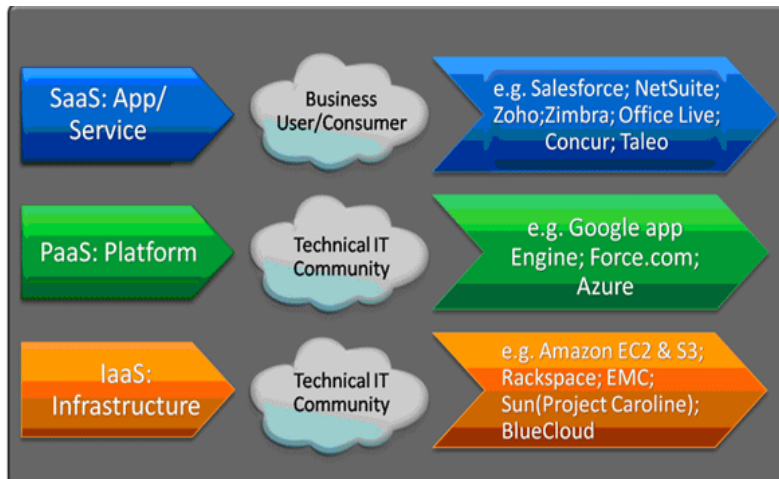 SaaS: App/
Service
Business
User/Consumer
e.g. Salesforce; NetSuite;
Zoho;Zimbra; Office Live;
Concur; Taleo
PaaS: Platform
Technical IT
Community
e.g. Google app
Engine; Force.com;
Azure
IaaS:
Infrastructure
Technical IT
Community
e.g. Amazon EC2 & S3;
Rackspace; EMC;
Sun(Project Caroline);
BlueCloud